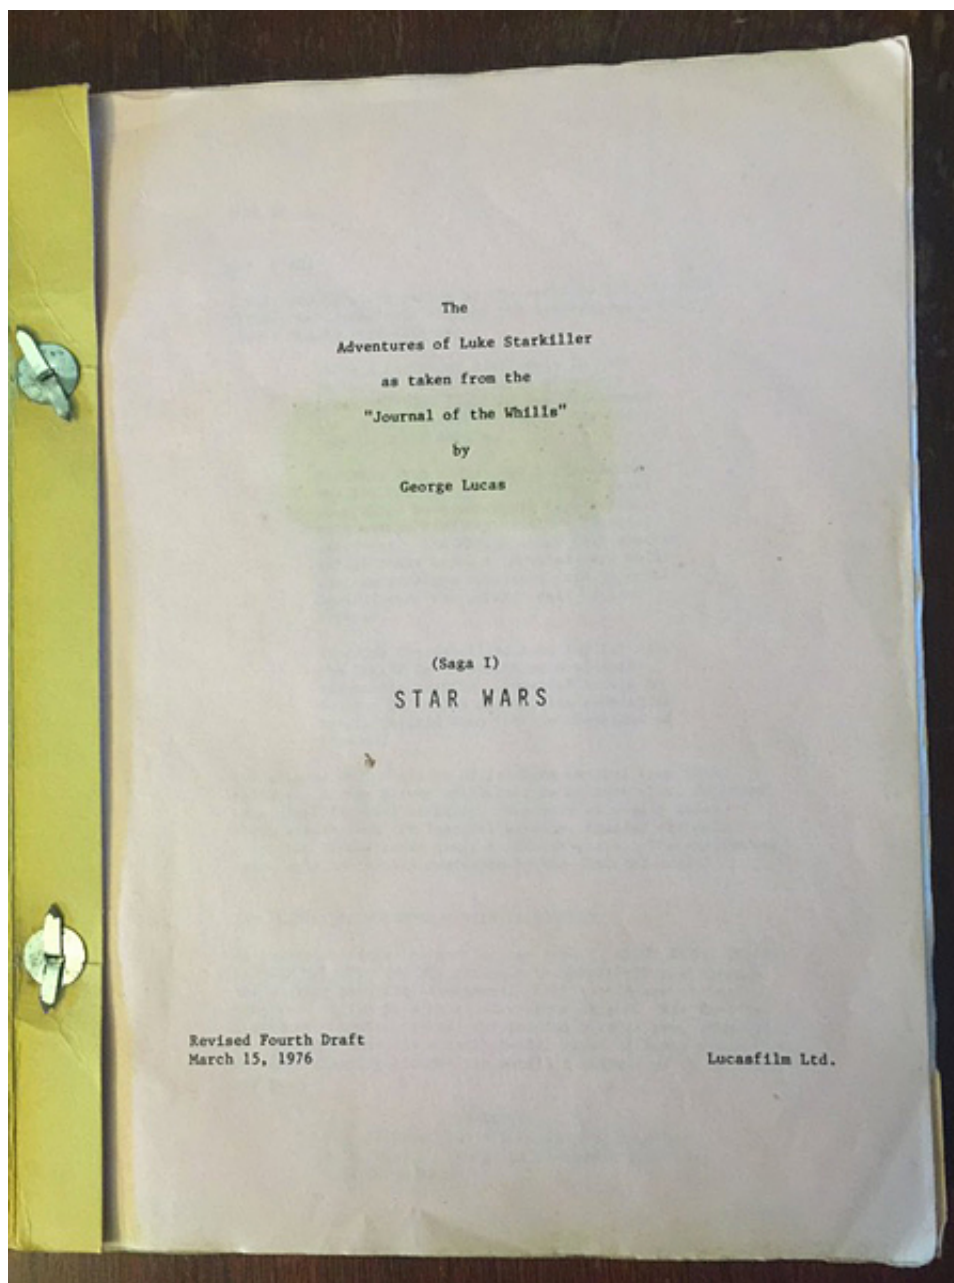 The
Adventures of Luke Starkiller
as taken from the
"Journal of the Whills"
by
George Lucas
(Saga I)
STAR WARS
Revised Fourth Draft
March 15, 1976
Lucasfilm Ltd.